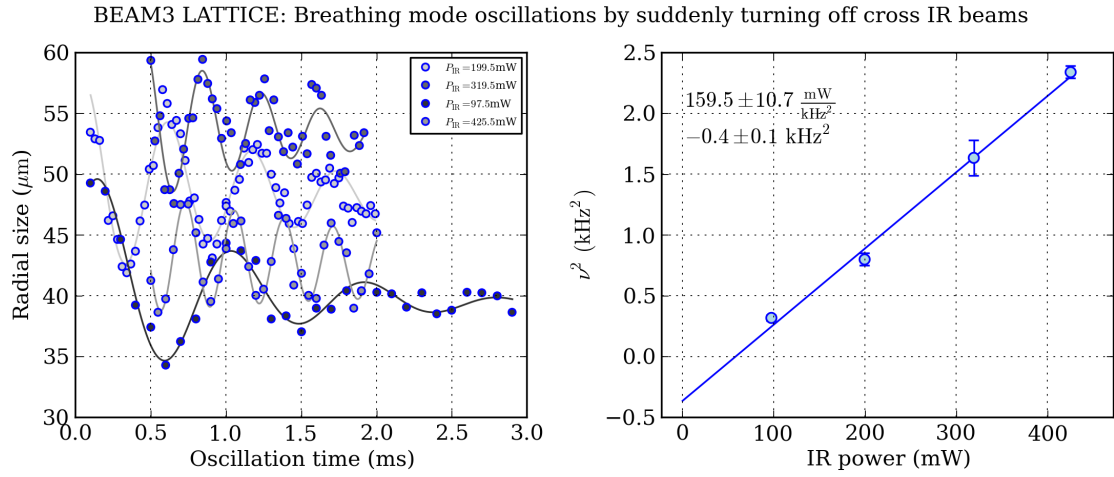 BEAM3 LATTICE: Breathing mode oscillations by suddenly turning off cross IR beams
60
55
50
45
40
35
30
Radial size (μm)
0.0 0.5 1.0 1.5 2.0 2.5 3.0
Oscillation time (ms)
P_IR=199.5mW
P_IR=319.5mW
P_IR=97.5mW
P_IR=425.5mW
2.5
2.0
1.5
1.0
0.5
0.0
−0.5
ν² (kHz²)
159.5±10.7 mW/kHz²
−0.4±0.1 kHz²
0 100 200 300 400
IR power (mW)